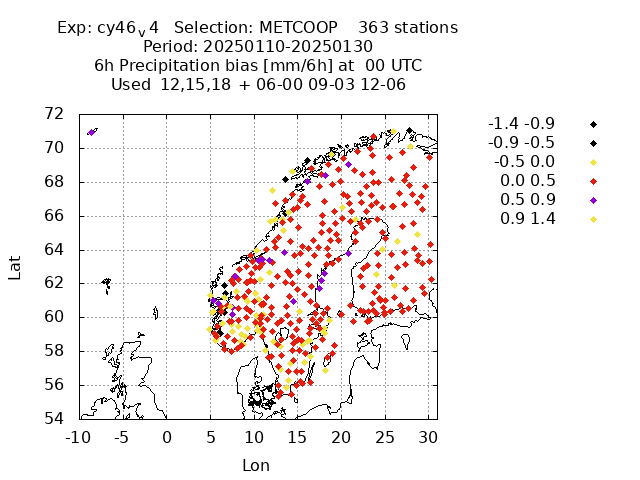 Exp: cy46v4 Selection: METCOOP 363 stations
Period: 20250110-20250130
6h Precipitation bias [mm/6h] at 00 UTC
Used 12,15,18 + 06-00 09-03 12-06
-1.4 -0.9
-0.9 -0.5
-0.5 0.0
0.0 0.5
0.5 0.9
0.9 1.4
72
70
68
66
64
62
60
58
56
54
Lat
-10 -5 0 5 10 15 20 25 30
Lon